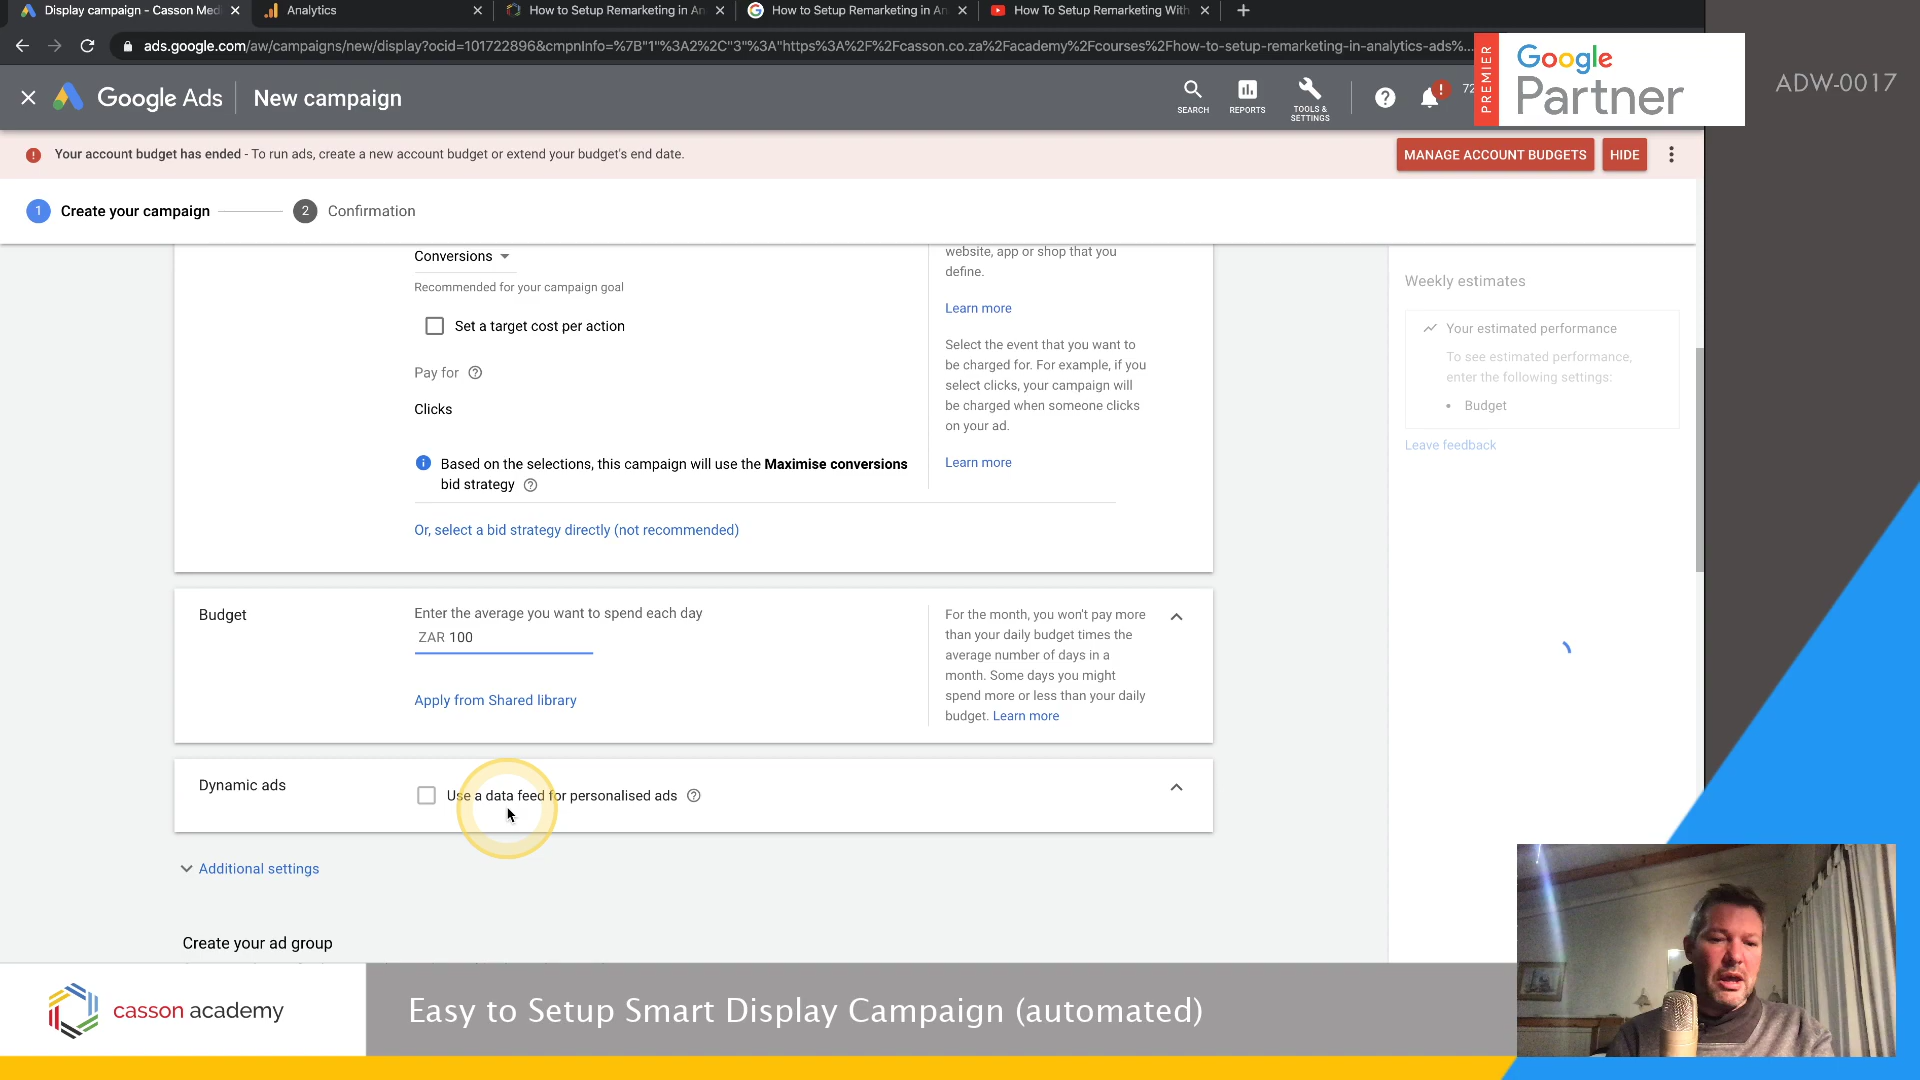 Display campaign - Casson Med
Analytics
How to Setup Remarketing in An
How to Setup Remarketing in An
How To Setup Remarketing With
ads.google.com/aw/campaigns/new/display?ocid=101722896&cmpnInfo=%7B"1"%3A2%2C"3"%3A"https%3A%2F%2Fcasson.co.za%2Facademy%2Fcourses%2Fhow-to-setup-remarketing-in-analytics-ads%...
PREMIER
Google
Partner
ADW-0017
Google Ads
New campaign
SEARCH
REPORTS
TOOLS &
SETTINGS
72
Your account budget has ended - To run ads, create a new account budget or extend your budget's end date.
MANAGE ACCOUNT BUDGETS
HIDE
1 Create your campaign
2 Confirmation
Conversions
Recommended for your campaign goal
Set a target cost per action
Pay for
Clicks
Based on the selections, this campaign will use the Maximise conversions
bid strategy
Or, select a bid strategy directly (not recommended)
website, app or shop that you
define.
Learn more
Select the event that you want to
be charged for. For example, if you
select clicks, your campaign will
be charged when someone clicks
on your ad.
Learn more
Weekly estimates
Your estimated performance
To see estimated performance,
enter the following settings:
• Budget
Leave feedback
Budget
Enter the average you want to spend each day
ZAR 100
Apply from Shared library
For the month, you won't pay more
than your daily budget times the
average number of days in a
month. Some days you might
spend more or less than your daily
budget. Learn more
Dynamic ads
Use a data feed for personalised ads
Additional settings
Create your ad group
casson academy
Easy to Setup Smart Display Campaign (automated)